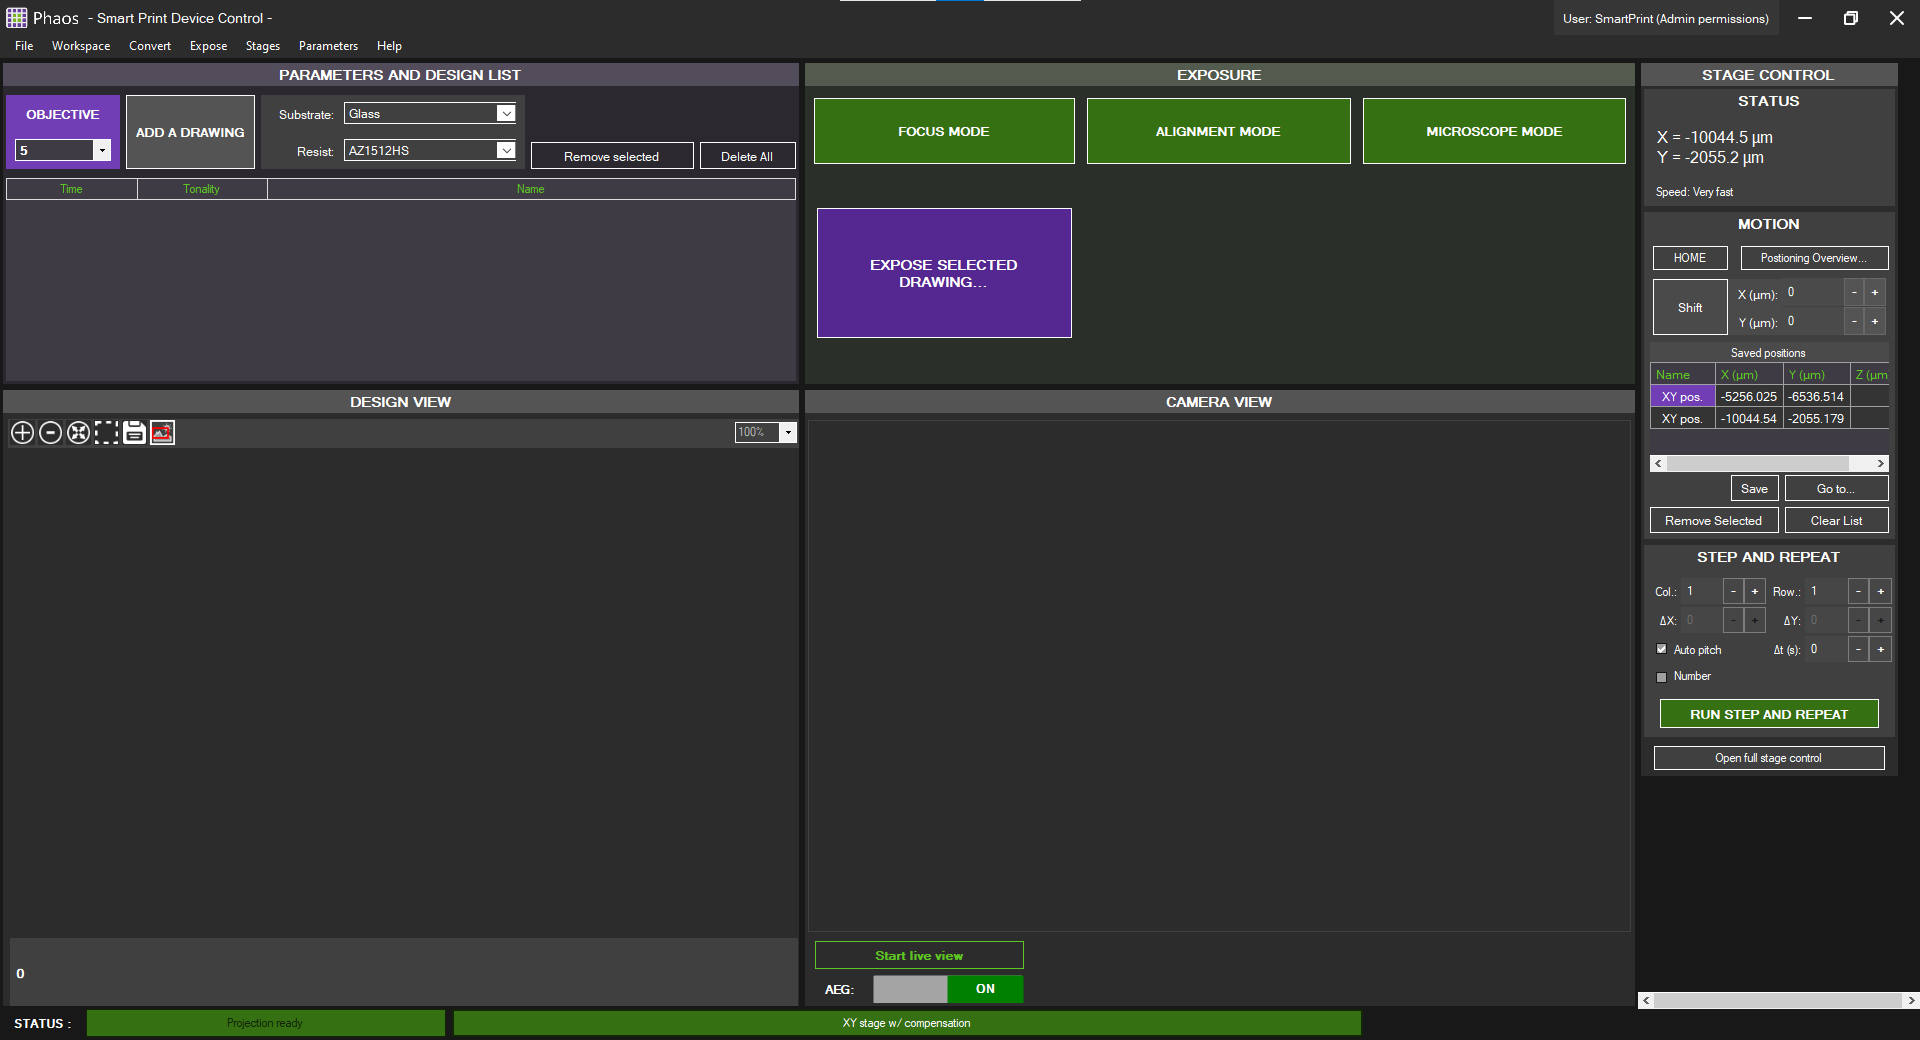 Phaos - Smart Print Device Control -
User: SmartPrint (Admin permissions)
File Workspace Convert Expose Stages Parameters Help
PARAMETERS AND DESIGN LIST
OBJECTIVE
5
ADD A DRAWING
Substrate: Glass
Resist: AZ1512HS
Remove selected
Delete All
Time Tonality Name
EXPOSURE
FOCUS MODE
ALIGNMENT MODE
MICROSCOPE MODE
EXPOSE SELECTED
DRAWING...
DESIGN VIEW
100%
0
CAMERA VIEW
Start live view
AEG: ON
STAGE CONTROL
STATUS
X = -10044.5 µm
Y = -2055.2 µm
Speed: Very fast
MOTION
HOME
Postioning Overview...
Shift
X (µm): 0 - +
Y (µm): 0 - +
Saved positions
Name X (µm) Y (µm) Z (µm
XY pos. -5256.025 -6536.514
XY pos. -10044.54 -2055.179
Save
Go to...
Remove Selected
Clear List
STEP AND REPEAT
Col.: 1 - + Row.: 1 - +
ΔX: 0 - + ΔY: 0 - +
Auto pitch Δt (s): 0 - +
Number
RUN STEP AND REPEAT
Open full stage control
STATUS :
Projection ready
XY stage w/ compensation